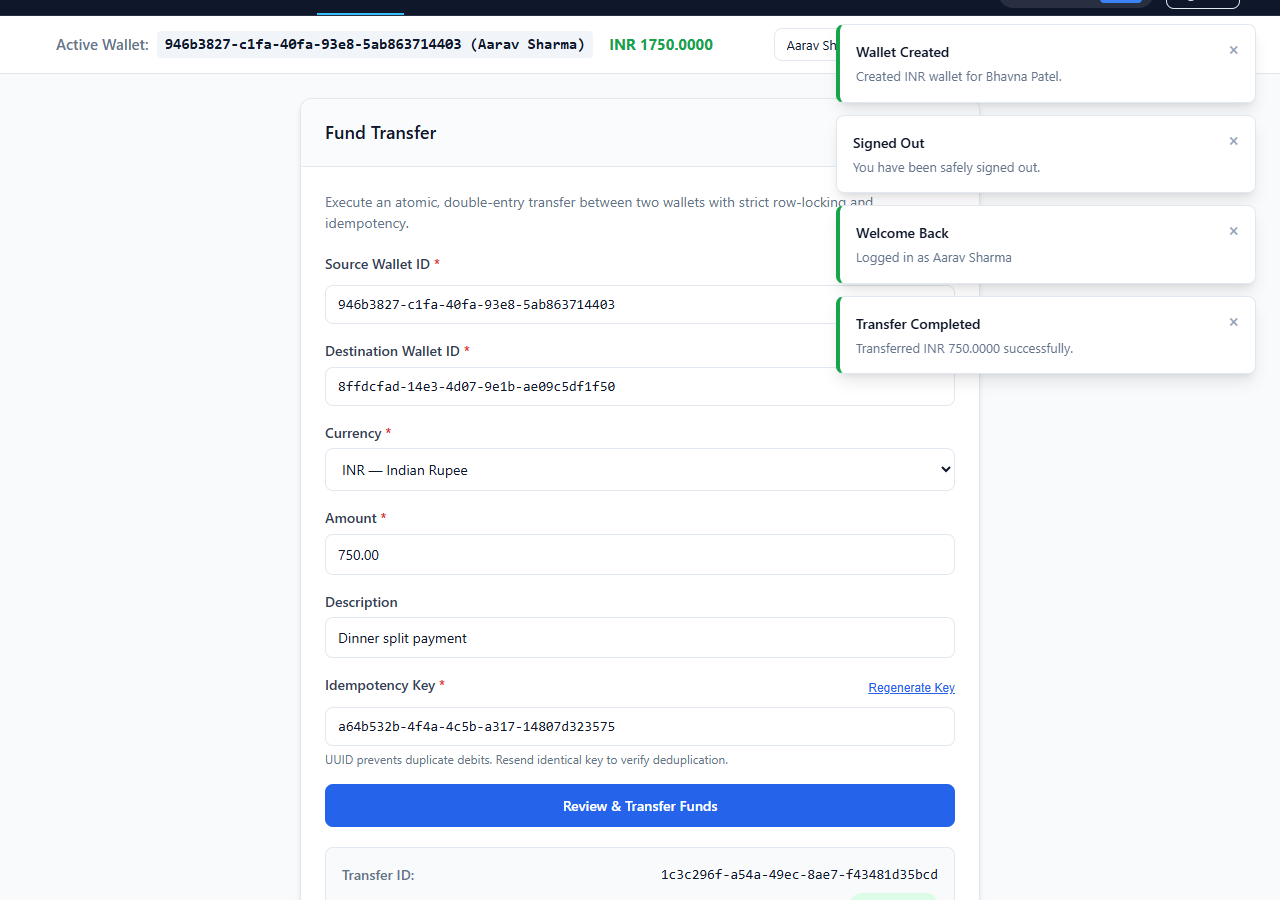 Active Wallet: 946b3827-c1fa-40fa-93e8-5ab863714403 (Aarav Sharma) INR 1750.0000 Aarav Sh
Wallet Created ×
Created INR wallet for Bhavna Patel.
Signed Out ×
You have been safely signed out.
Welcome Back ×
Logged in as Aarav Sharma
Transfer Completed ×
Transferred INR 750.0000 successfully.
Fund Transfer
Execute an atomic, double-entry transfer between two wallets with strict row-locking and
idempotency.
Source Wallet ID *
946b3827-c1fa-40fa-93e8-5ab863714403
Destination Wallet ID *
8ffdcfad-14e3-4d07-9e1b-ae09c5df1f50
Currency *
INR — Indian Rupee
Amount *
750.00
Description
Dinner split payment
Idempotency Key * Regenerate Key
a64b532b-4f4a-4c5b-a317-14807d323575
UUID prevents duplicate debits. Resend identical key to verify deduplication.
Review & Transfer Funds
Transfer ID: 1c3c296f-a54a-49ec-8ae7-f43481d35bcd